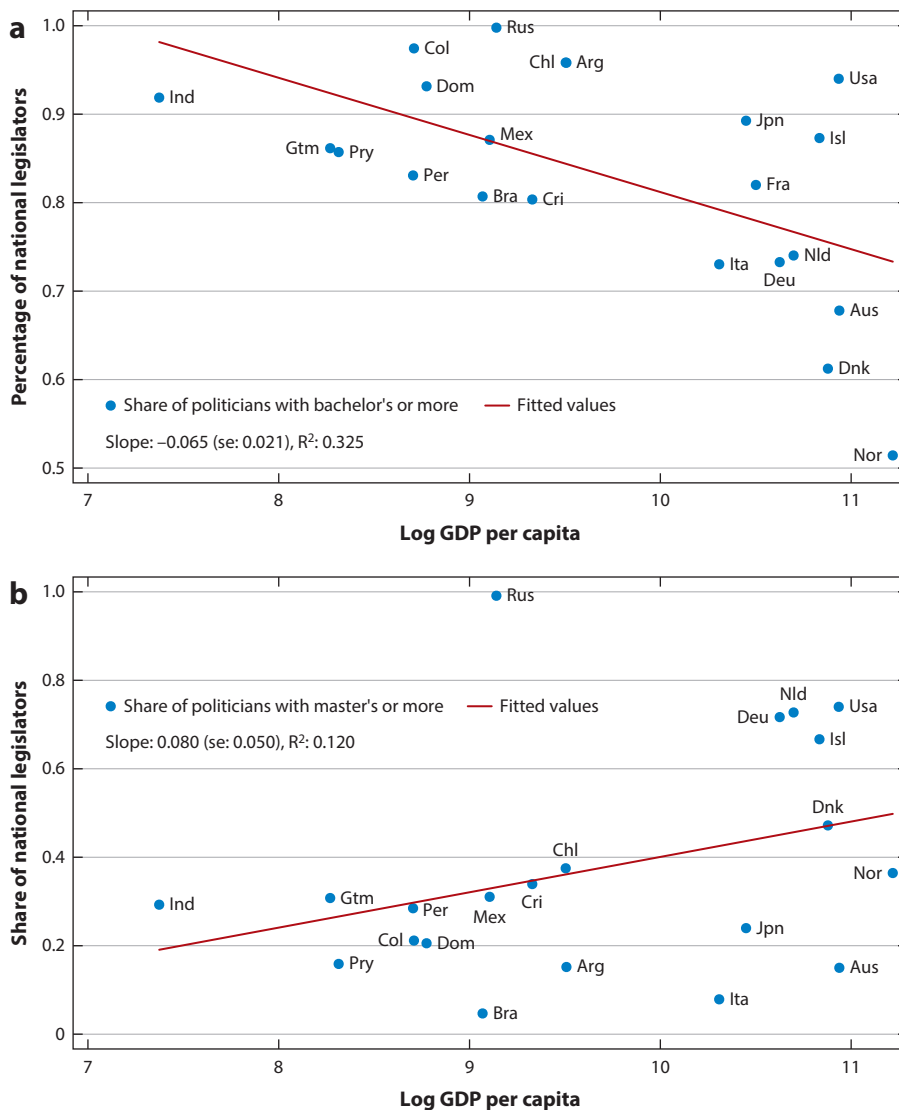 a
Percentage of national legislators
1.0
0.9
0.8
0.7
0.6
0.5
Rus
Col
Chl Arg
Usa
Dom
Ind
Jpn
Isl
Mex
Gtm Pry
Per
Fra
Bra Cri
Nld
Ita
Deu
Aus
Dnk
Share of politicians with bachelor's or more Fitted values
Slope: –0.065 (se: 0.021), R²: 0.325
Nor
7 8 9 10 11
Log GDP per capita
b
Share of national legislators
1.0
0.8
0.6
0.4
0.2
0
Rus
Share of politicians with master's or more Fitted values
Slope: 0.080 (se: 0.050), R²: 0.120
Nld
Deu Usa
Isl
Dnk
Chl
Nor
Ind Gtm
Per
Mex
Cri
Col Dom
Jpn
Pry
Arg
Aus
Ita
Bra
7 8 9 10 11
Log GDP per capita